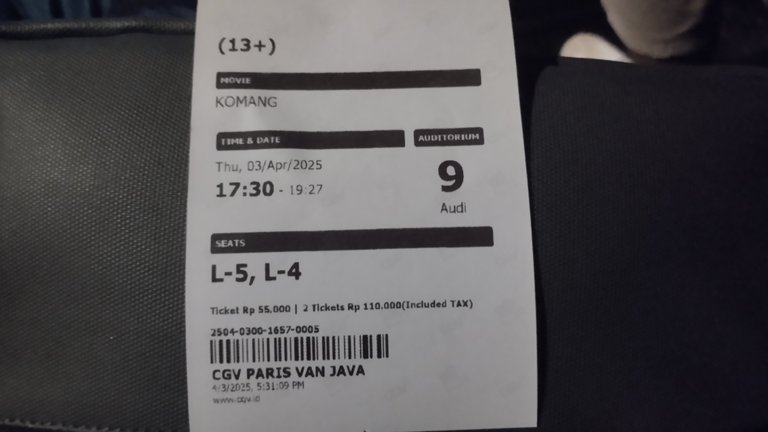 (13+)
MOVIE
KOMANG
TIME & DATE
AUDITORIUM
Thu, 03/Apr/2025
17:30 - 19:27
9
Audi
SEATS
L-5, L-4
Ticket Rp 55.000 | 2 Tickets Rp 110.000(Included TAX)
2504-0300-1657-0005
CGV PARIS VAN JAVA
4/3/2025, 5:31:09 PM
www.cgv.id